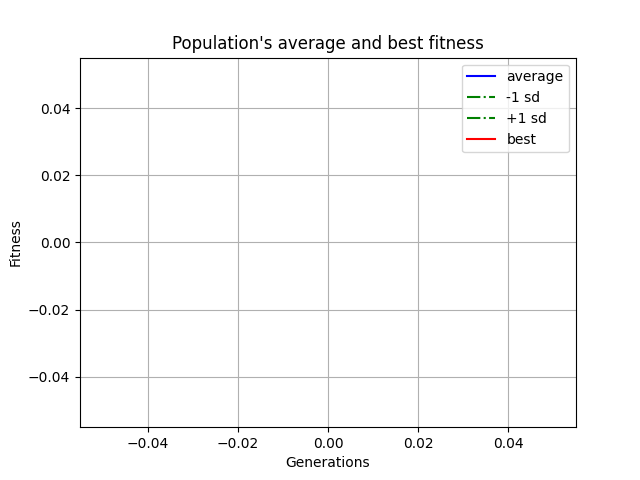 Population's average and best fitness
average
-1 sd
+1 sd
best
Fitness
0.04
0.02
0.00
−0.02
−0.04
−0.04 −0.02 0.00 0.02 0.04
Generations